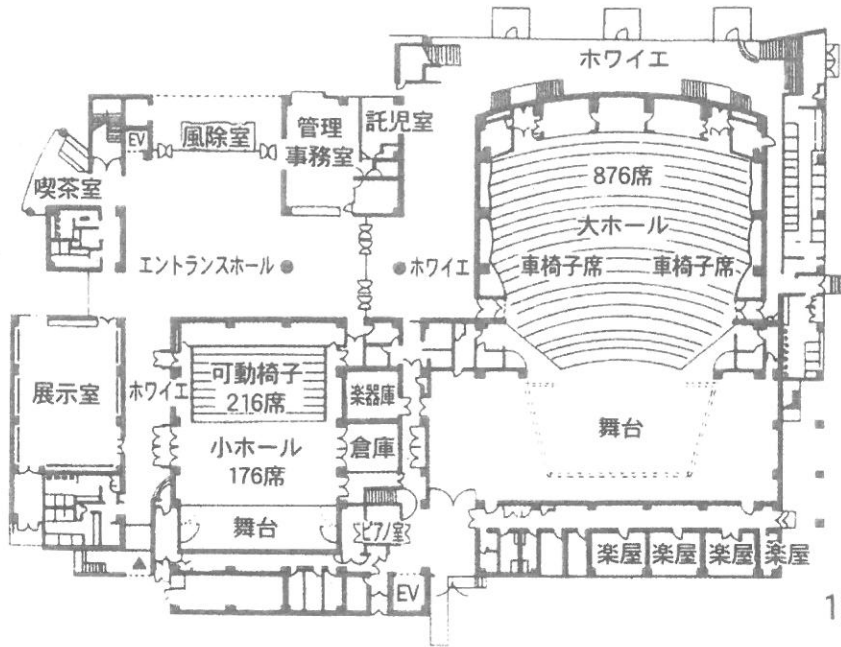 ホワイエ
EV
風除室
管理
事務室
託児室
喫茶室
876席
大ホール
エントランスホール
ホワイエ
車椅子席
車椅子席
展示室
ホワイエ
可動椅子
216席
楽器庫
小ホール
176席
倉庫
舞台
舞台
ピアノ室
楽屋
楽屋
楽屋
楽屋
EV
1